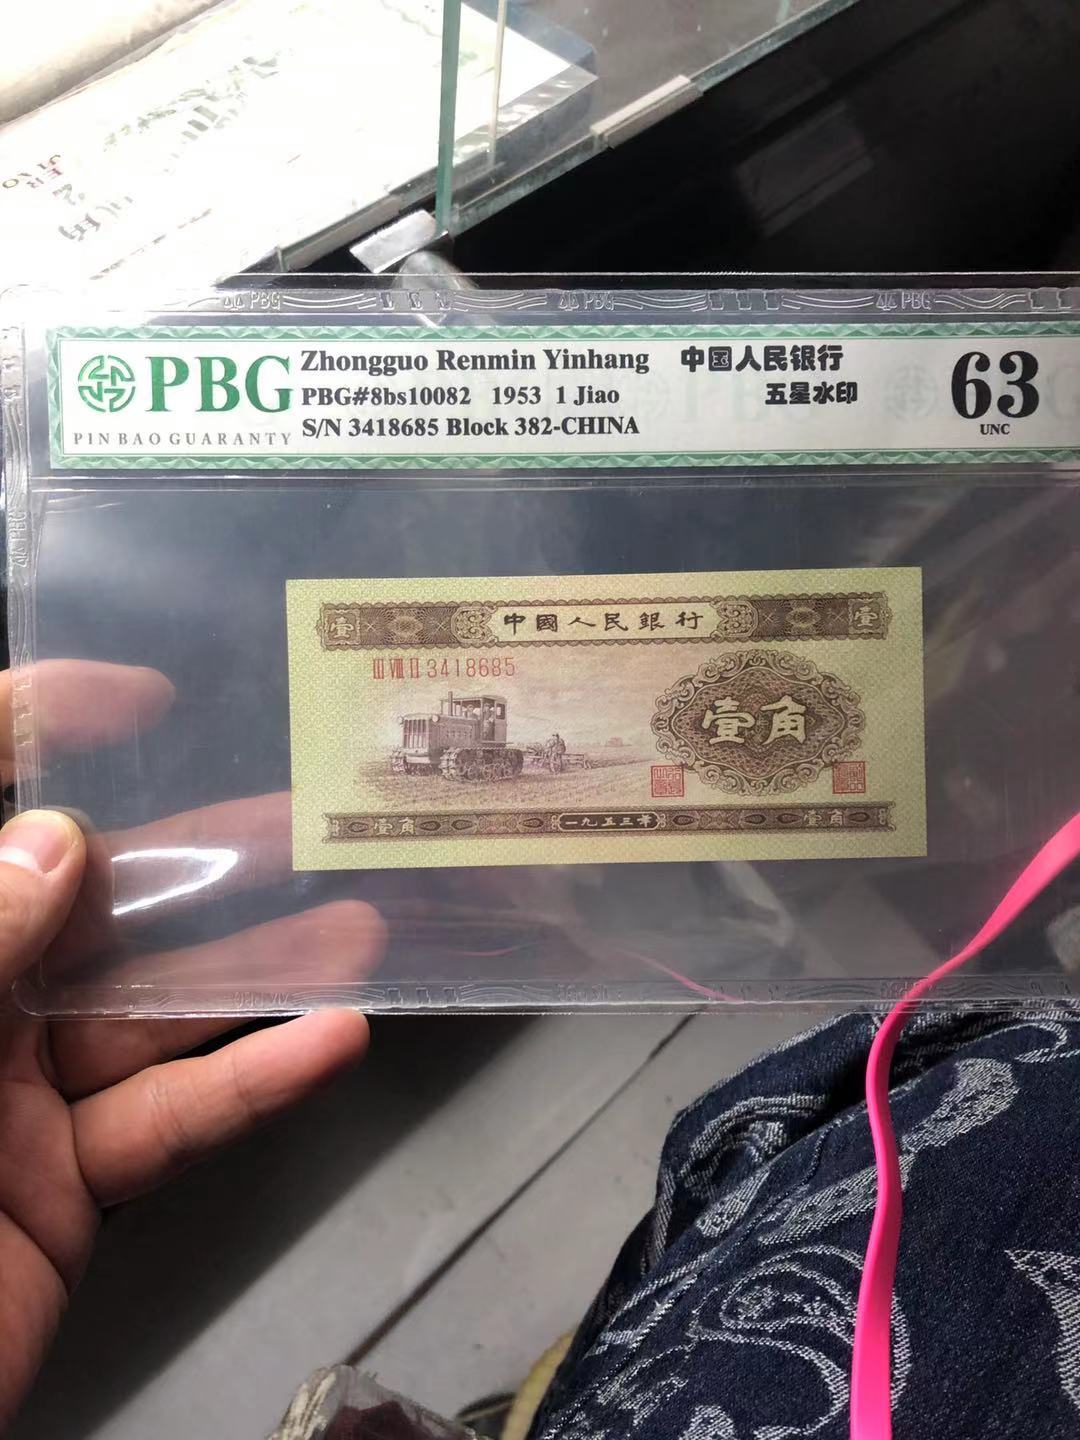 PBG
PIN BAO GUARANTY
Zhongguo Renmin Yinhang 中国人民银行
PBG#8bs10082 1953 1 Jiao 五星水印
S/N 3418685 Block 382-CHINA
63
UNC
壹 中國人民銀行 壹
III VIII II 3418685
壹角
壹角 一九五三年 壹角